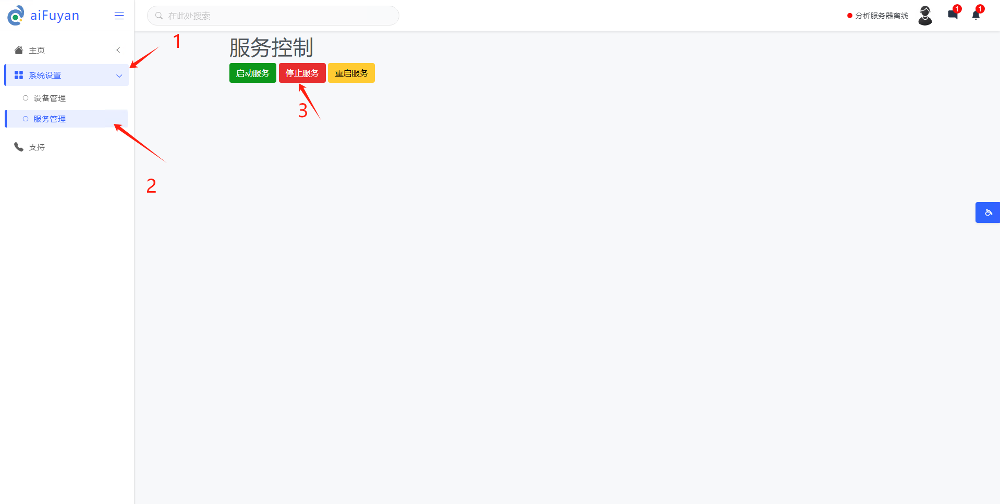 aiFuyan
在此处搜索
分析服务器离线
1
1
主页
系统设置
设备管理
服务管理
支持
服务控制
启动服务 停止服务 重启服务
1
3
2